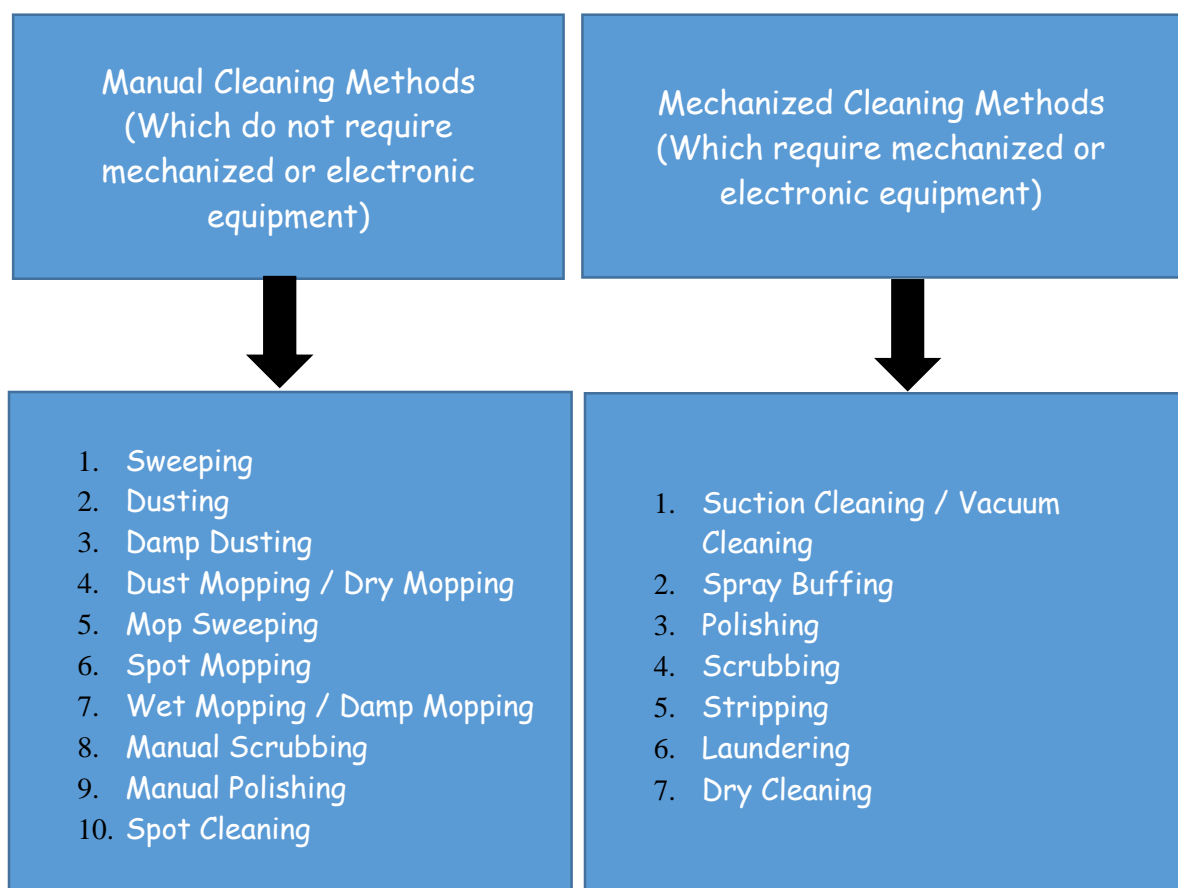 Manual Cleaning Methods
(Which do not require
mechanized or electronic
equipment)
Mechanized Cleaning Methods
(Which require mechanized or
electronic equipment)
1. Sweeping
2. Dusting
3. Damp Dusting
4. Dust Mopping / Dry Mopping
5. Mop Sweeping
6. Spot Mopping
7. Wet Mopping / Damp Mopping
8. Manual Scrubbing
9. Manual Polishing
10. Spot Cleaning
1. Suction Cleaning / Vacuum
Cleaning
2. Spray Buffing
3. Polishing
4. Scrubbing
5. Stripping
6. Laundering
7. Dry Cleaning